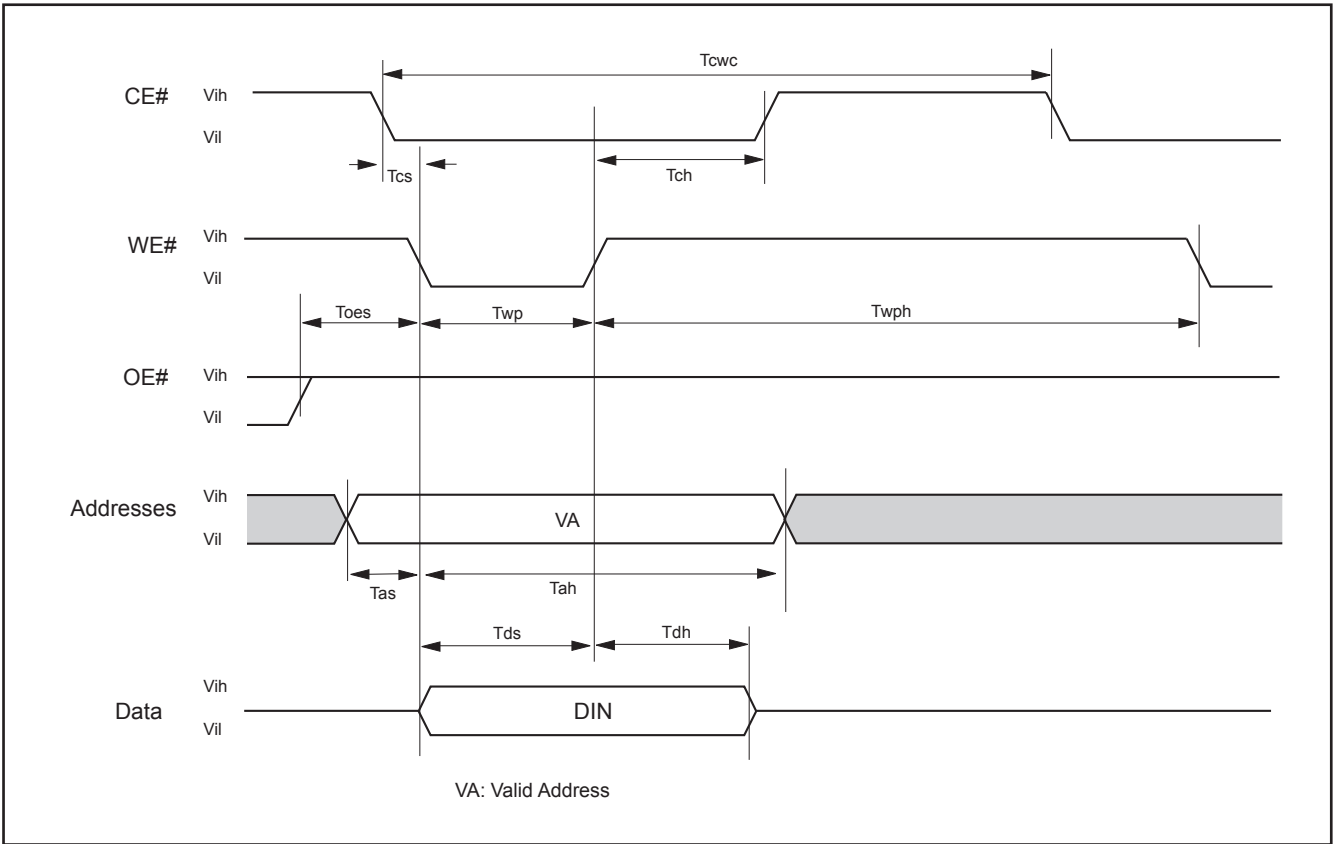 Tcwc
CE# Vih
Vil
Tcs Tch
WE# Vih
Vil
Toes Twp Twph
OE# Vih
Vil
Addresses Vih
VA
Vil
Tas Tah
Tds Tdh
Vih
Data DIN
Vil
VA: Valid Address